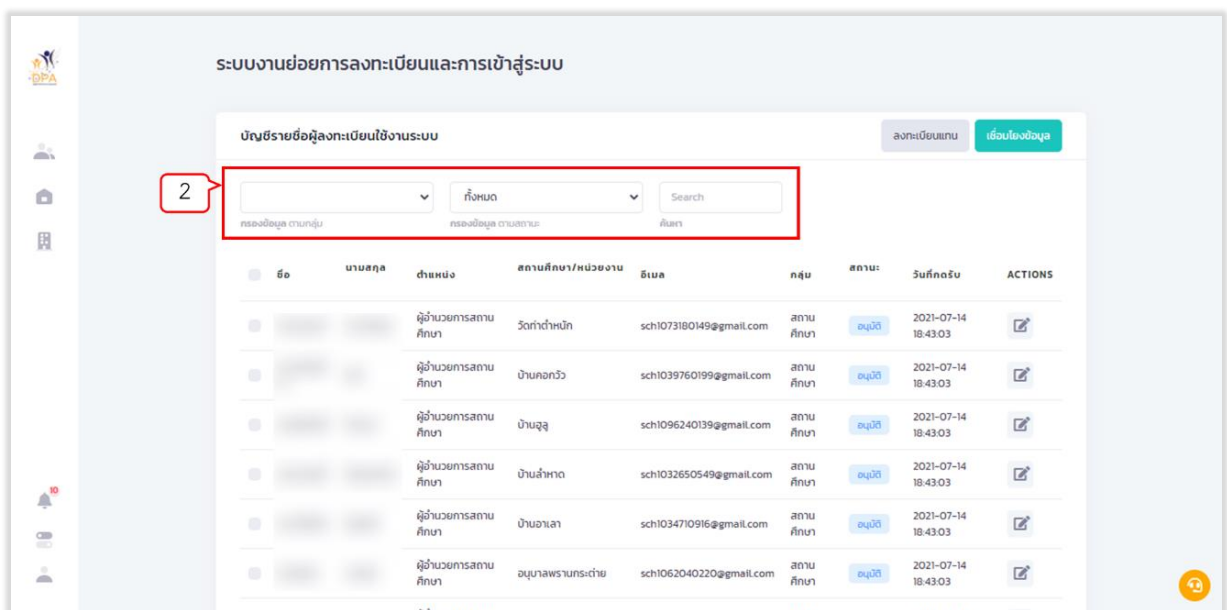 DPA
ระบบงานย่อยการลงทะเบียนและการเข้าสู่ระบบ
บัญชีรายชื่อผู้ลงทะเบียนใช้งานระบบ
ลงทะเบียนแทน
เชื่อมโยงข้อมูล
2
ทั้งหมด
Search
กรองข้อมูล ตามกลุ่ม
กรองข้อมูล ตามสถานะ
ค้นหา
ชื่อ นามสกุล ตำแหน่ง สถานศึกษา/หน่วยงาน อีเมล กลุ่ม สถานะ วันที่ตอรับ ACTIONS
ผู้อำนวยการสถาน
ศึกษา
วัดท่าตำหนัก sch1073180149@gmail.com
สถาน
ศึกษา
อนุมัติ
2021-07-14
18:43:03
ผู้อำนวยการสถาน
ศึกษา
บ้านคอกวัว sch1039760199@gmail.com
สถาน
ศึกษา
อนุมัติ
2021-07-14
18:43:03
ผู้อำนวยการสถาน
ศึกษา
บ้านฮูลู sch1096240139@gmail.com
สถาน
ศึกษา
อนุมัติ
2021-07-14
18:43:03
ผู้อำนวยการสถาน
ศึกษา
บ้านลำหาด sch1032650549@gmail.com
สถาน
ศึกษา
อนุมัติ
2021-07-14
18:43:03
ผู้อำนวยการสถาน
ศึกษา
บ้านอาเลา sch1034710916@gmail.com
สถาน
ศึกษา
อนุมัติ
2021-07-14
18:43:03
ผู้อำนวยการสถาน
ศึกษา
อนุบาลพรานกระต่าย sch1062040220@gmail.com
สถาน
ศึกษา
อนุมัติ
2021-07-14
18:43:03
10